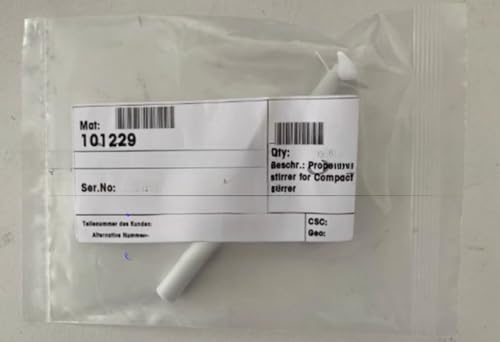 Mat:
101229
Ser.No:
Qty:
Beschr.: Propeller
stirrer for Compact
stirrer
Teilenummer des Kunden:
Alternative Nummer-
CSC:
Geo: